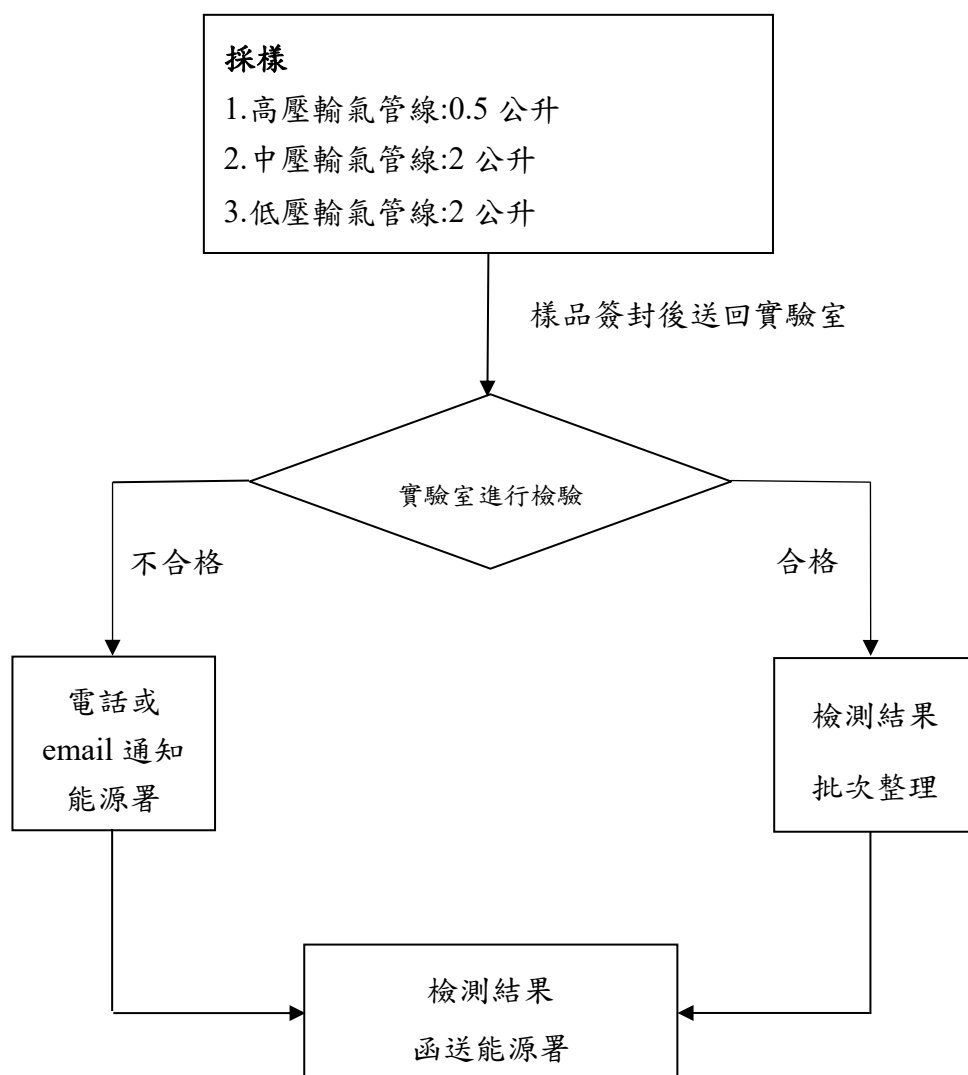 採樣
1.高壓輸氣管線:0.5 公升
2.中壓輸氣管線:2 公升
3.低壓輸氣管線:2 公升
樣品簽封後送回實驗室
實驗室進行檢驗
不合格
合格
電話或
email 通知
能源署
檢測結果
批次整理
檢測結果
函送能源署